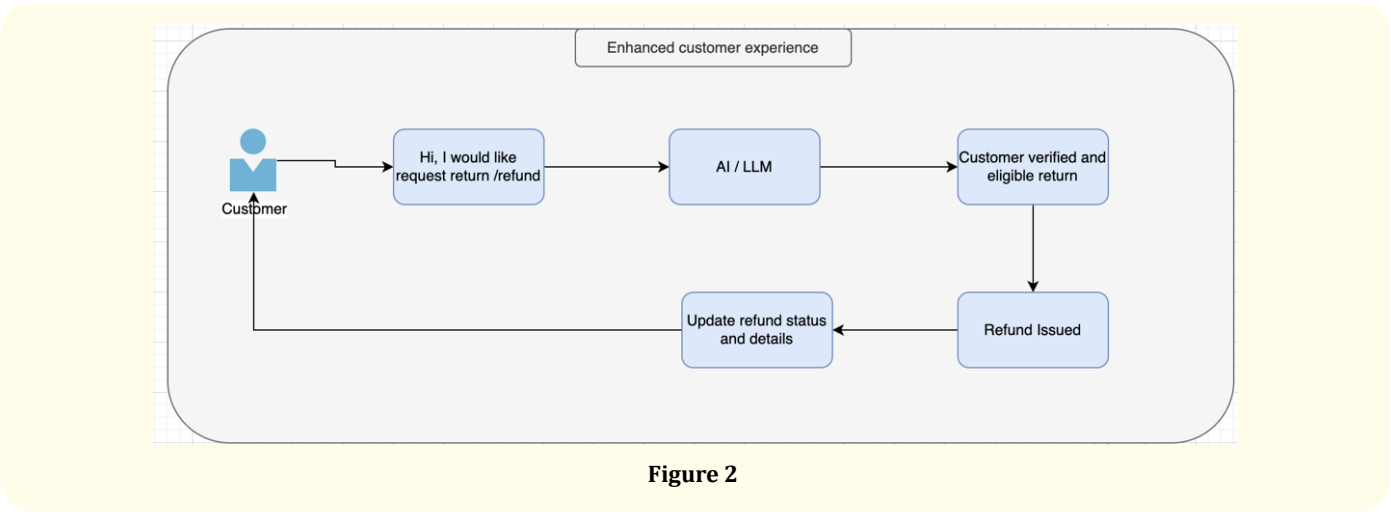 Enhanced customer experience
Hi, I would like
request return /refund
AI / LLM
Customer verified and
eligible return
Customer
Update refund status
and details
Refund Issued
Figure 2